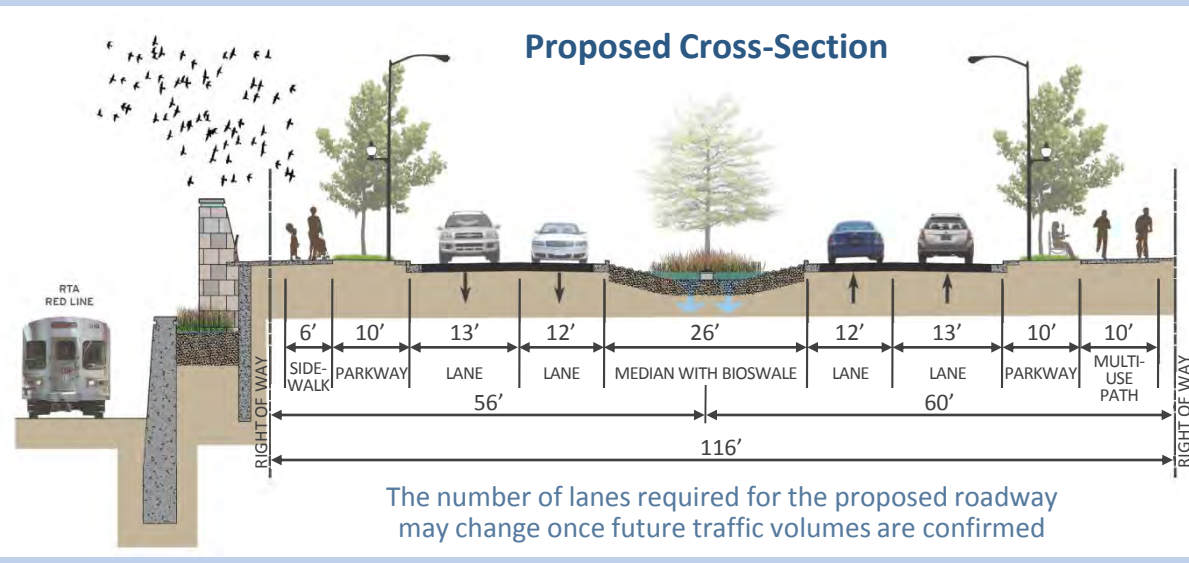 Proposed Cross-Section
RTA
RED LINE
6’ 10’ 13’ 12’ 26’ 12’ 13’ 10’ 10’
SIDE-
WALK
PARKWAY
LANE
LANE
MEDIAN WITH BIOSWALE
LANE
LANE
PARKWAY
MULTI-
USE
PATH
RIGHT OF WAY
56’ 60’
RIGHT OF WAY
116’
The number of lanes required for the proposed roadway
may change once future traffic volumes are confirmed